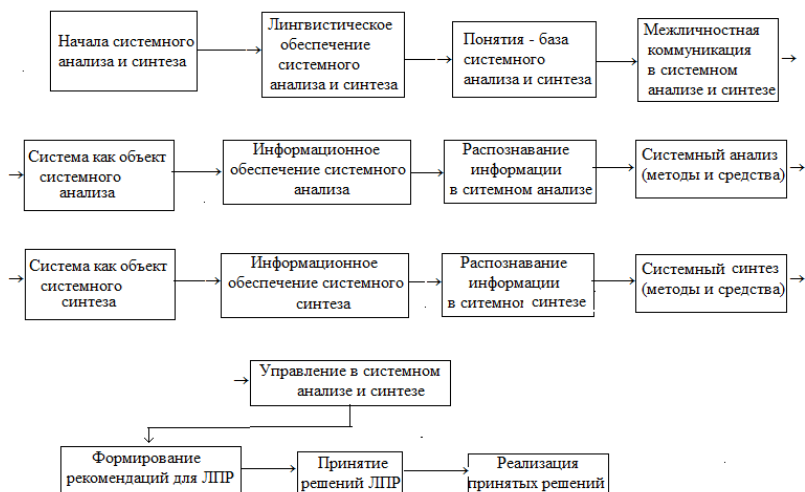 Начала системного
анализа и синтеза
Лингвистическое
обеспечение
системного
анализа и синтеза
Понятия - база
системного
анализа и синтеза
Межличностная
коммуникация
в системном
анализе и синтезе
Система как объект
системного
анализа
Информационное
обеспечение системного
анализа
Распознавание
информации
в ситемном анализе
Системный анализ
(методы и средства)
Система как объект
системного
синтеза
Информационное
обеспечение системного
синтеза
Распознавание
информации
в ситемном синтезе
Системный синтез
(методы и средства)
Управление в системном
анализе и синтезе
Формирование
рекомендаций для ЛПР
Принятие
решений ЛПР
Реализация
принятых решений